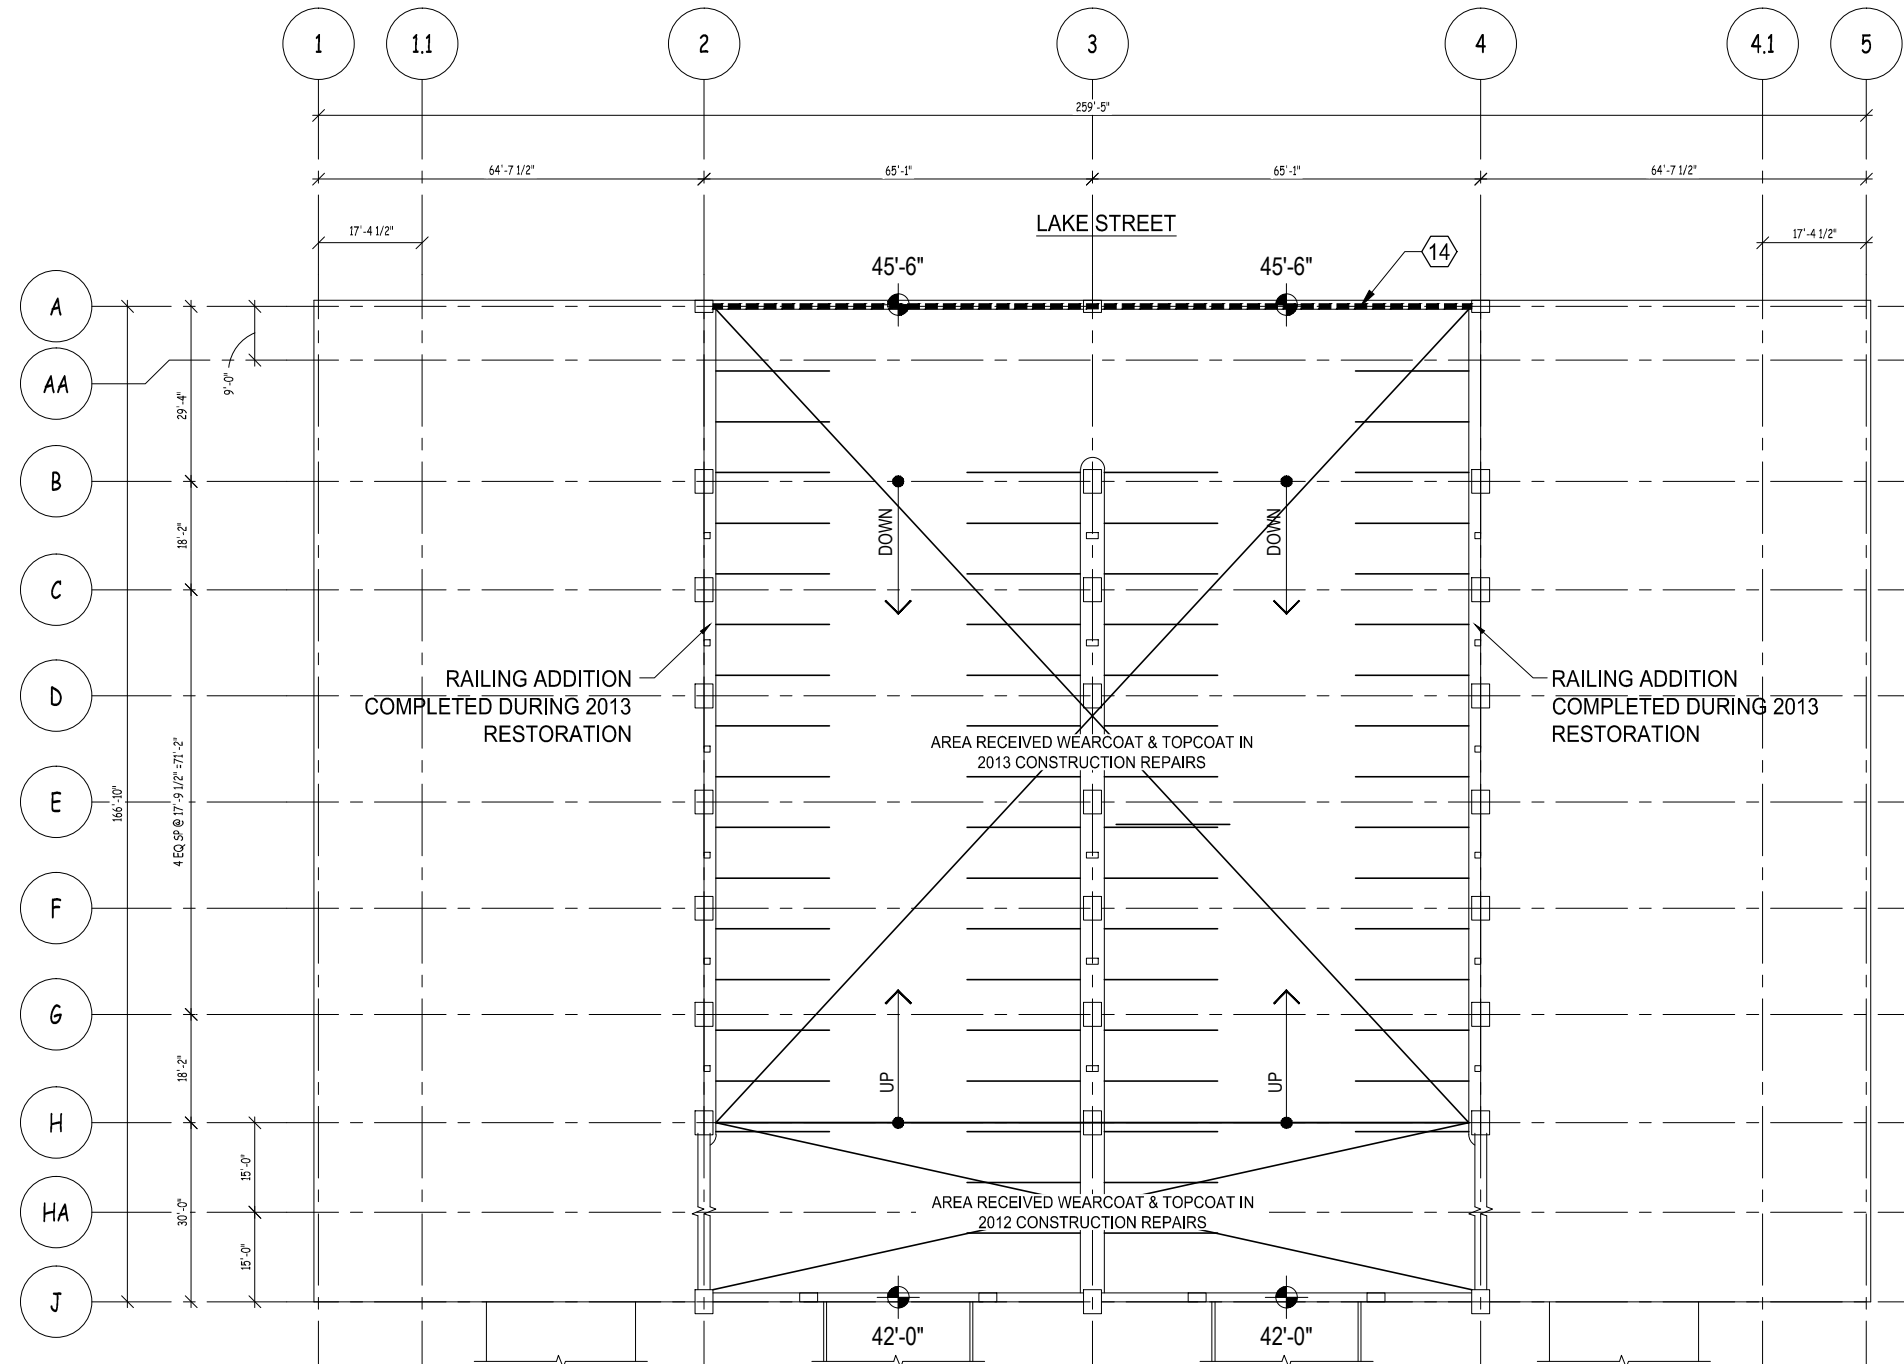 1
1.1
2
3
4
4.1
5
259'-5"
64'-7 1/2"
65'-1"
65'-1"
64'-7 1/2"
LAKE STREET
17'-4 1/2"
17'-4 1/2"
14
45'-6"
45'-6"
A
AA
B
C
D
E
F
G
H
HA
J
9'-0"
29'-4"
18'-2"
4 EQ SP @ 17'-9 1/2" =71'-2"
166'-10"
18'-2"
15'-0"
30'-0"
15'-0"
DOWN
DOWN
RAILING ADDITION
COMPLETED DURING 2013
RESTORATION
RAILING ADDITION
COMPLETED DURING 2013
RESTORATION
AREA RECEIVED WEARCOAT & TOPCOAT IN
2013 CONSTRUCTION REPAIRS
UP
UP
AREA RECEIVED WEARCOAT & TOPCOAT IN
2012 CONSTRUCTION REPAIRS
42'-0"
42'-0"